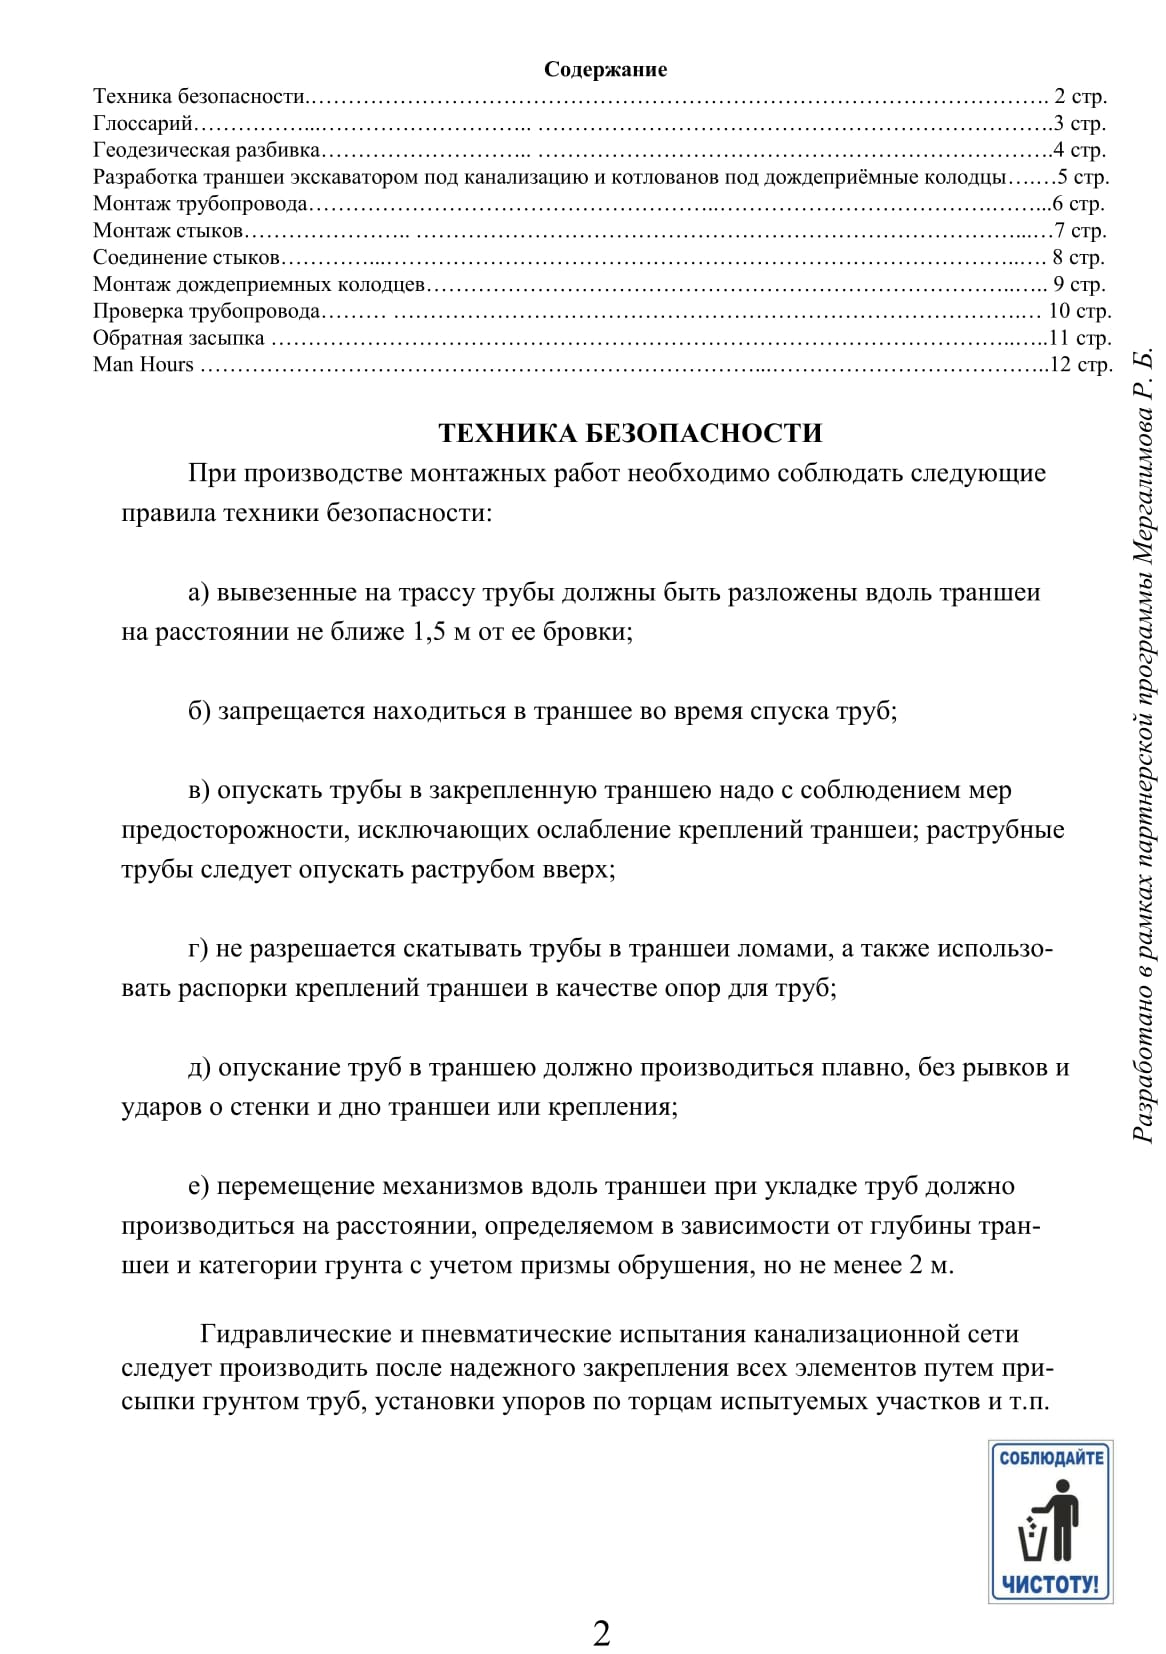 Содержание
Техника безопасности.……………………………………………………………………………………. 2 стр.
Глоссарий……………...……………………….. …………………………………………………………….3 стр.
Геодезическая разбивка……………………….. …………………………………………………………….4 стр.
Разработка траншеи экскаватором под канализацию и котлованов под дождеприёмные колодцы….…5 стр.
Монтаж трубопровода………………………………………………..……………………………….……...6 стр.
Монтаж стыков………………….. ………………………………………………………………………...…7 стр.
Соединение стыков…………...…………………………………………………………………………..…. 8 стр.
Монтаж дождеприемных колодцев……………………………………………………………………..….. 9 стр.
Проверка трубопровода……… ………………………………………………………………………….… 10 стр.
Обратная засыпка ………………………………………………………………………………………..…..11 стр.
Man Hours …………………………………………………………………...………………………………..12 стр.
ТЕХНИКА БЕЗОПАСНОСТИ
При производстве монтажных работ необходимо соблюдать следующие
правила техники безопасности:
а) вывезенные на трассу трубы должны быть разложены вдоль траншеи
на расстоянии не ближе 1,5 м от ее бровки;
б) запрещается находиться в траншее во время спуска труб;
в) опускать трубы в закрепленную траншею надо с соблюдением мер
предосторожности, исключающих ослабление креплений траншеи; раструбные
трубы следует опускать раструбом вверх;
г) не разрешается скатывать трубы в траншеи ломами, а также использо-
вать распорки креплений траншеи в качестве опор для труб;
д) опускание труб в траншею должно производиться плавно, без рывков и
ударов о стенки и дно траншеи или крепления;
е) перемещение механизмов вдоль траншеи при укладке труб должно
производиться на расстоянии, определяемом в зависимости от глубины тран-
шеи и категории грунта с учетом призмы обрушения, но не менее 2 м.
Гидравлические и пневматические испытания канализационной сети
следует производить после надежного закрепления всех элементов путем при-
сыпки грунтом труб, установки упоров по торцам испытуемых участков и т.п.
Разработано в рамках партнерской программы Мергалимова Р. Б.
СОБЛЮДАЙТЕ
ЧИСТОТУ!
2